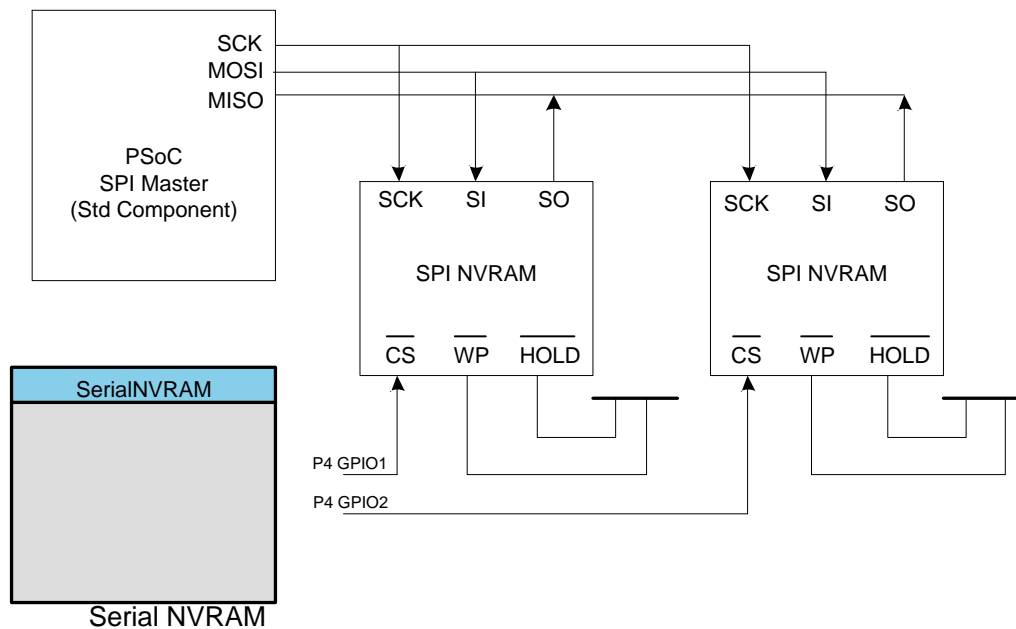 SCK
MOSI
MISO
PSoC
SPI Master
(Std Component)
SCK SI SO
SPI NVRAM
CS WP HOLD
SCK SI SO
SPI NVRAM
CS WP HOLD
SerialNVRAM
P4 GPIO1
P4 GPIO2
Serial NVRAM